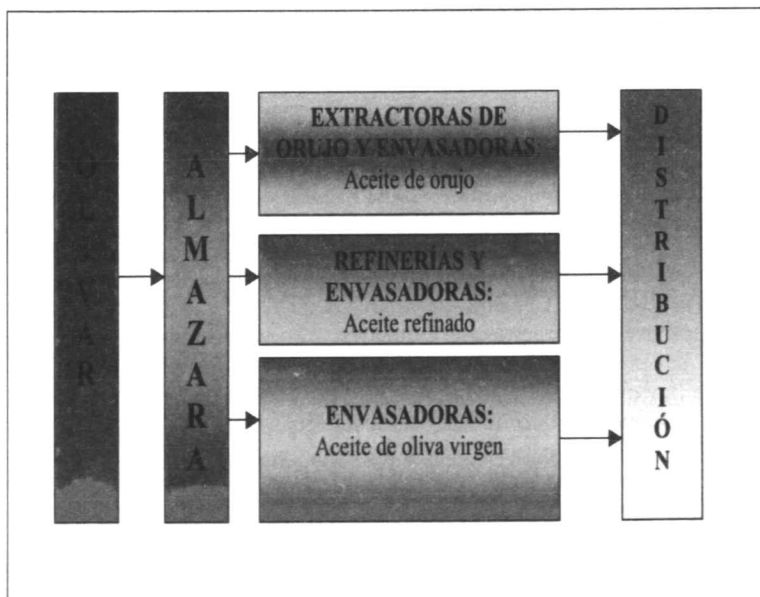 OLIVAR
ALMAZARA
EXTRACTORAS DE
ORUJO Y ENVASADORAS:
Aceite de orujo
REFINERÍAS Y
ENVASADORAS:
Aceite refinado
ENVASADORAS:
Aceite de oliva virgen
DISTRIBUCIÓN